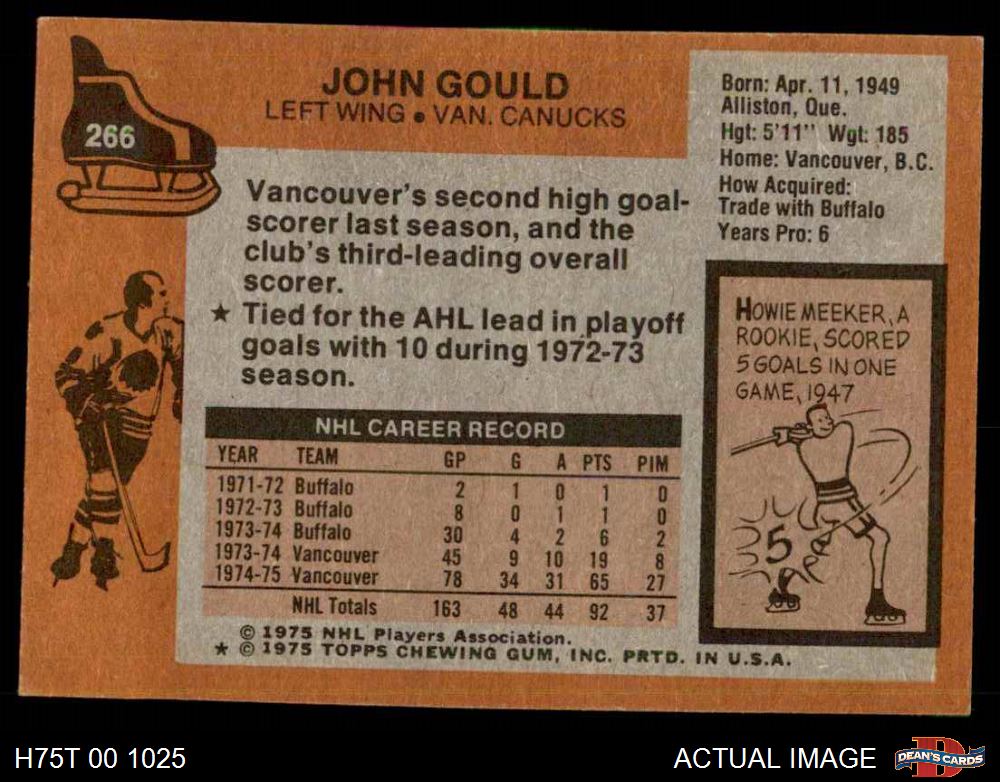 266
JOHN GOULD
LEFT WING • VAN. CANUCKS
Born: Apr. 11, 1949
Alliston, Que.
Hgt: 5'11" Wgt: 185
Home: Vancouver, B.C.
How Acquired:
Trade with Buffalo
Years Pro: 6
Vancouver's second high goal-
scorer last season, and the
club's third-leading overall
scorer.
★ Tied for the AHL lead in playoff
goals with 10 during 1972-73
season.
HOWIE MEEKER, A
ROOKIE, SCORED
5 GOALS IN ONE
GAME, 1947
5
NHL CAREER RECORD
YEAR TEAM GP G A PTS PIM
1971-72 Buffalo 2 1 0 1 0
1972-73 Buffalo 8 0 1 1 0
1973-74 Buffalo 30 4 2 6 2
1973-74 Vancouver 45 9 10 19 8
1974-75 Vancouver 78 34 31 65 27
NHL Totals 163 48 44 92 37
© 1975 NHL Players Association.
★ © 1975 TOPPS CHEWING GUM, INC. PRTD. IN U.S.A.
H75T 00 1025
ACTUAL IMAGE
D
DEAN'S CARDS